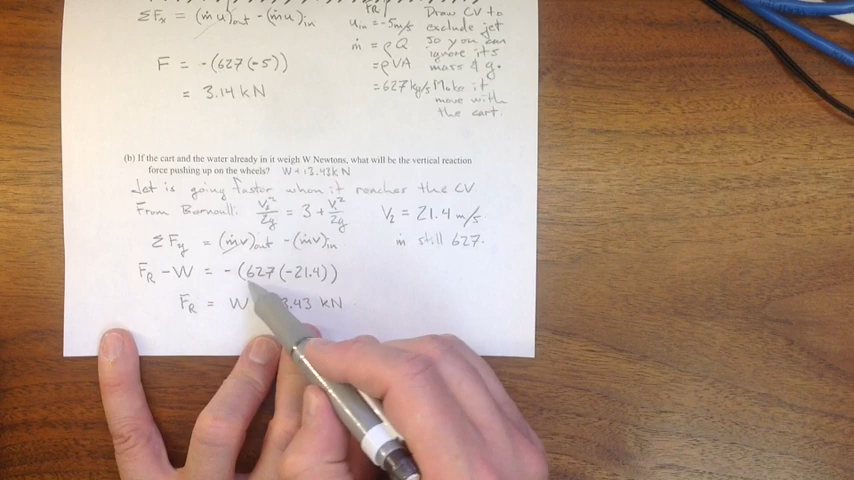 ΣFx = (ṁu)out - (ṁu)in
uin = -5m/s
ṁ = ρQ
= ρVA
= 627 kg/s
Draw CV to
exclude jet
so you can
ignore its
mass & g.
Make it
move with
the cart.
F = -(627(-5))
= 3.14 kN
(b) If the cart and the water already in it weigh W Newtons, what will be the vertical reaction
force pushing up on the wheels? W + 13.43kN
Jet is going faster when it reaches the CV.
From Bernoulli: V2²/2g = 3 + V1²/2g
V2 = 21.4 m/s.
ΣFy = (ṁv)out - (ṁv)in
ṁ still 627.
FR - W = -(627(-21.4))
FR = W 3.43 kN